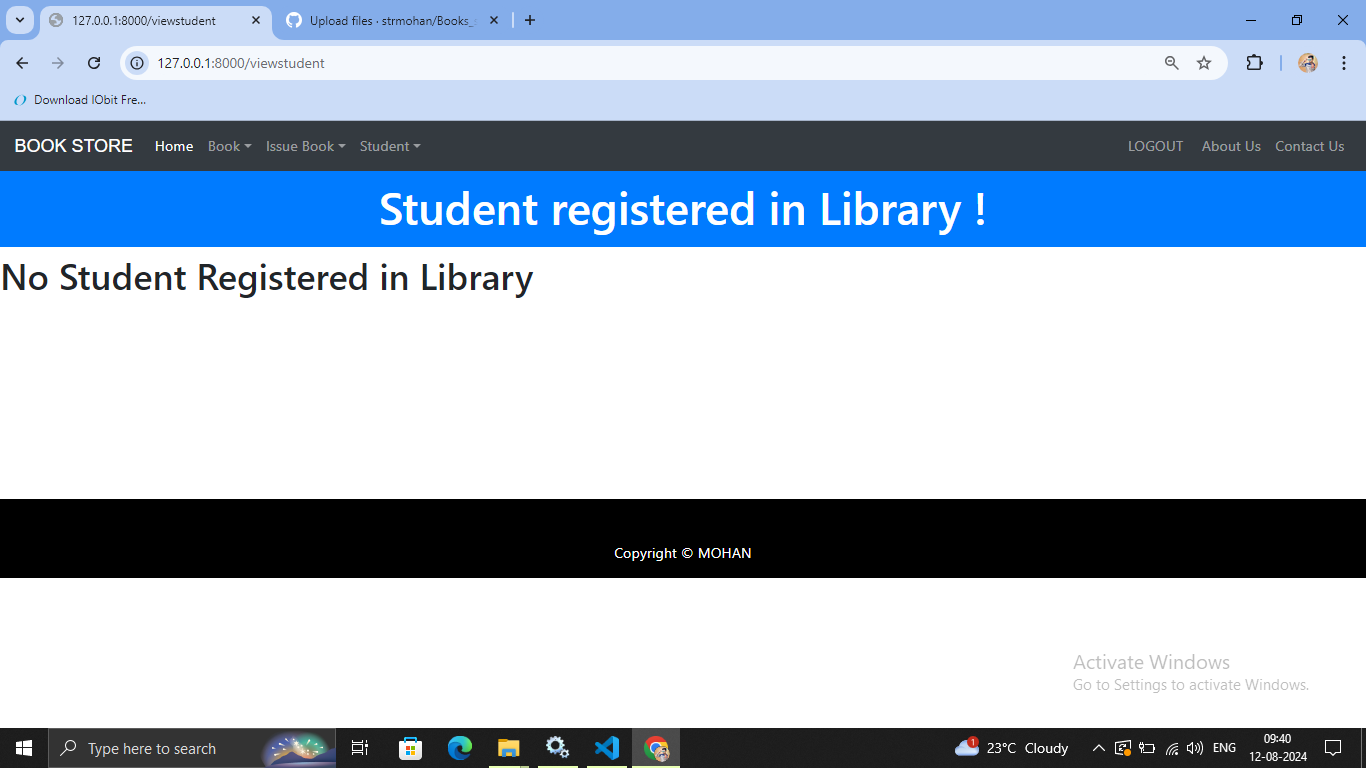 127.0.0.1:8000/viewstudent
Upload files · strmohan/Books_
127.0.0.1:8000/viewstudent
Download IObit Fre...
BOOK STORE Home Book Issue Book Student LOGOUT About Us Contact Us
Student registered in Library !
No Student Registered in Library
Copyright © MOHAN
Activate Windows
Go to Settings to activate Windows.
Type here to search
1
23°C Cloudy
ENG
09:40
12-08-2024